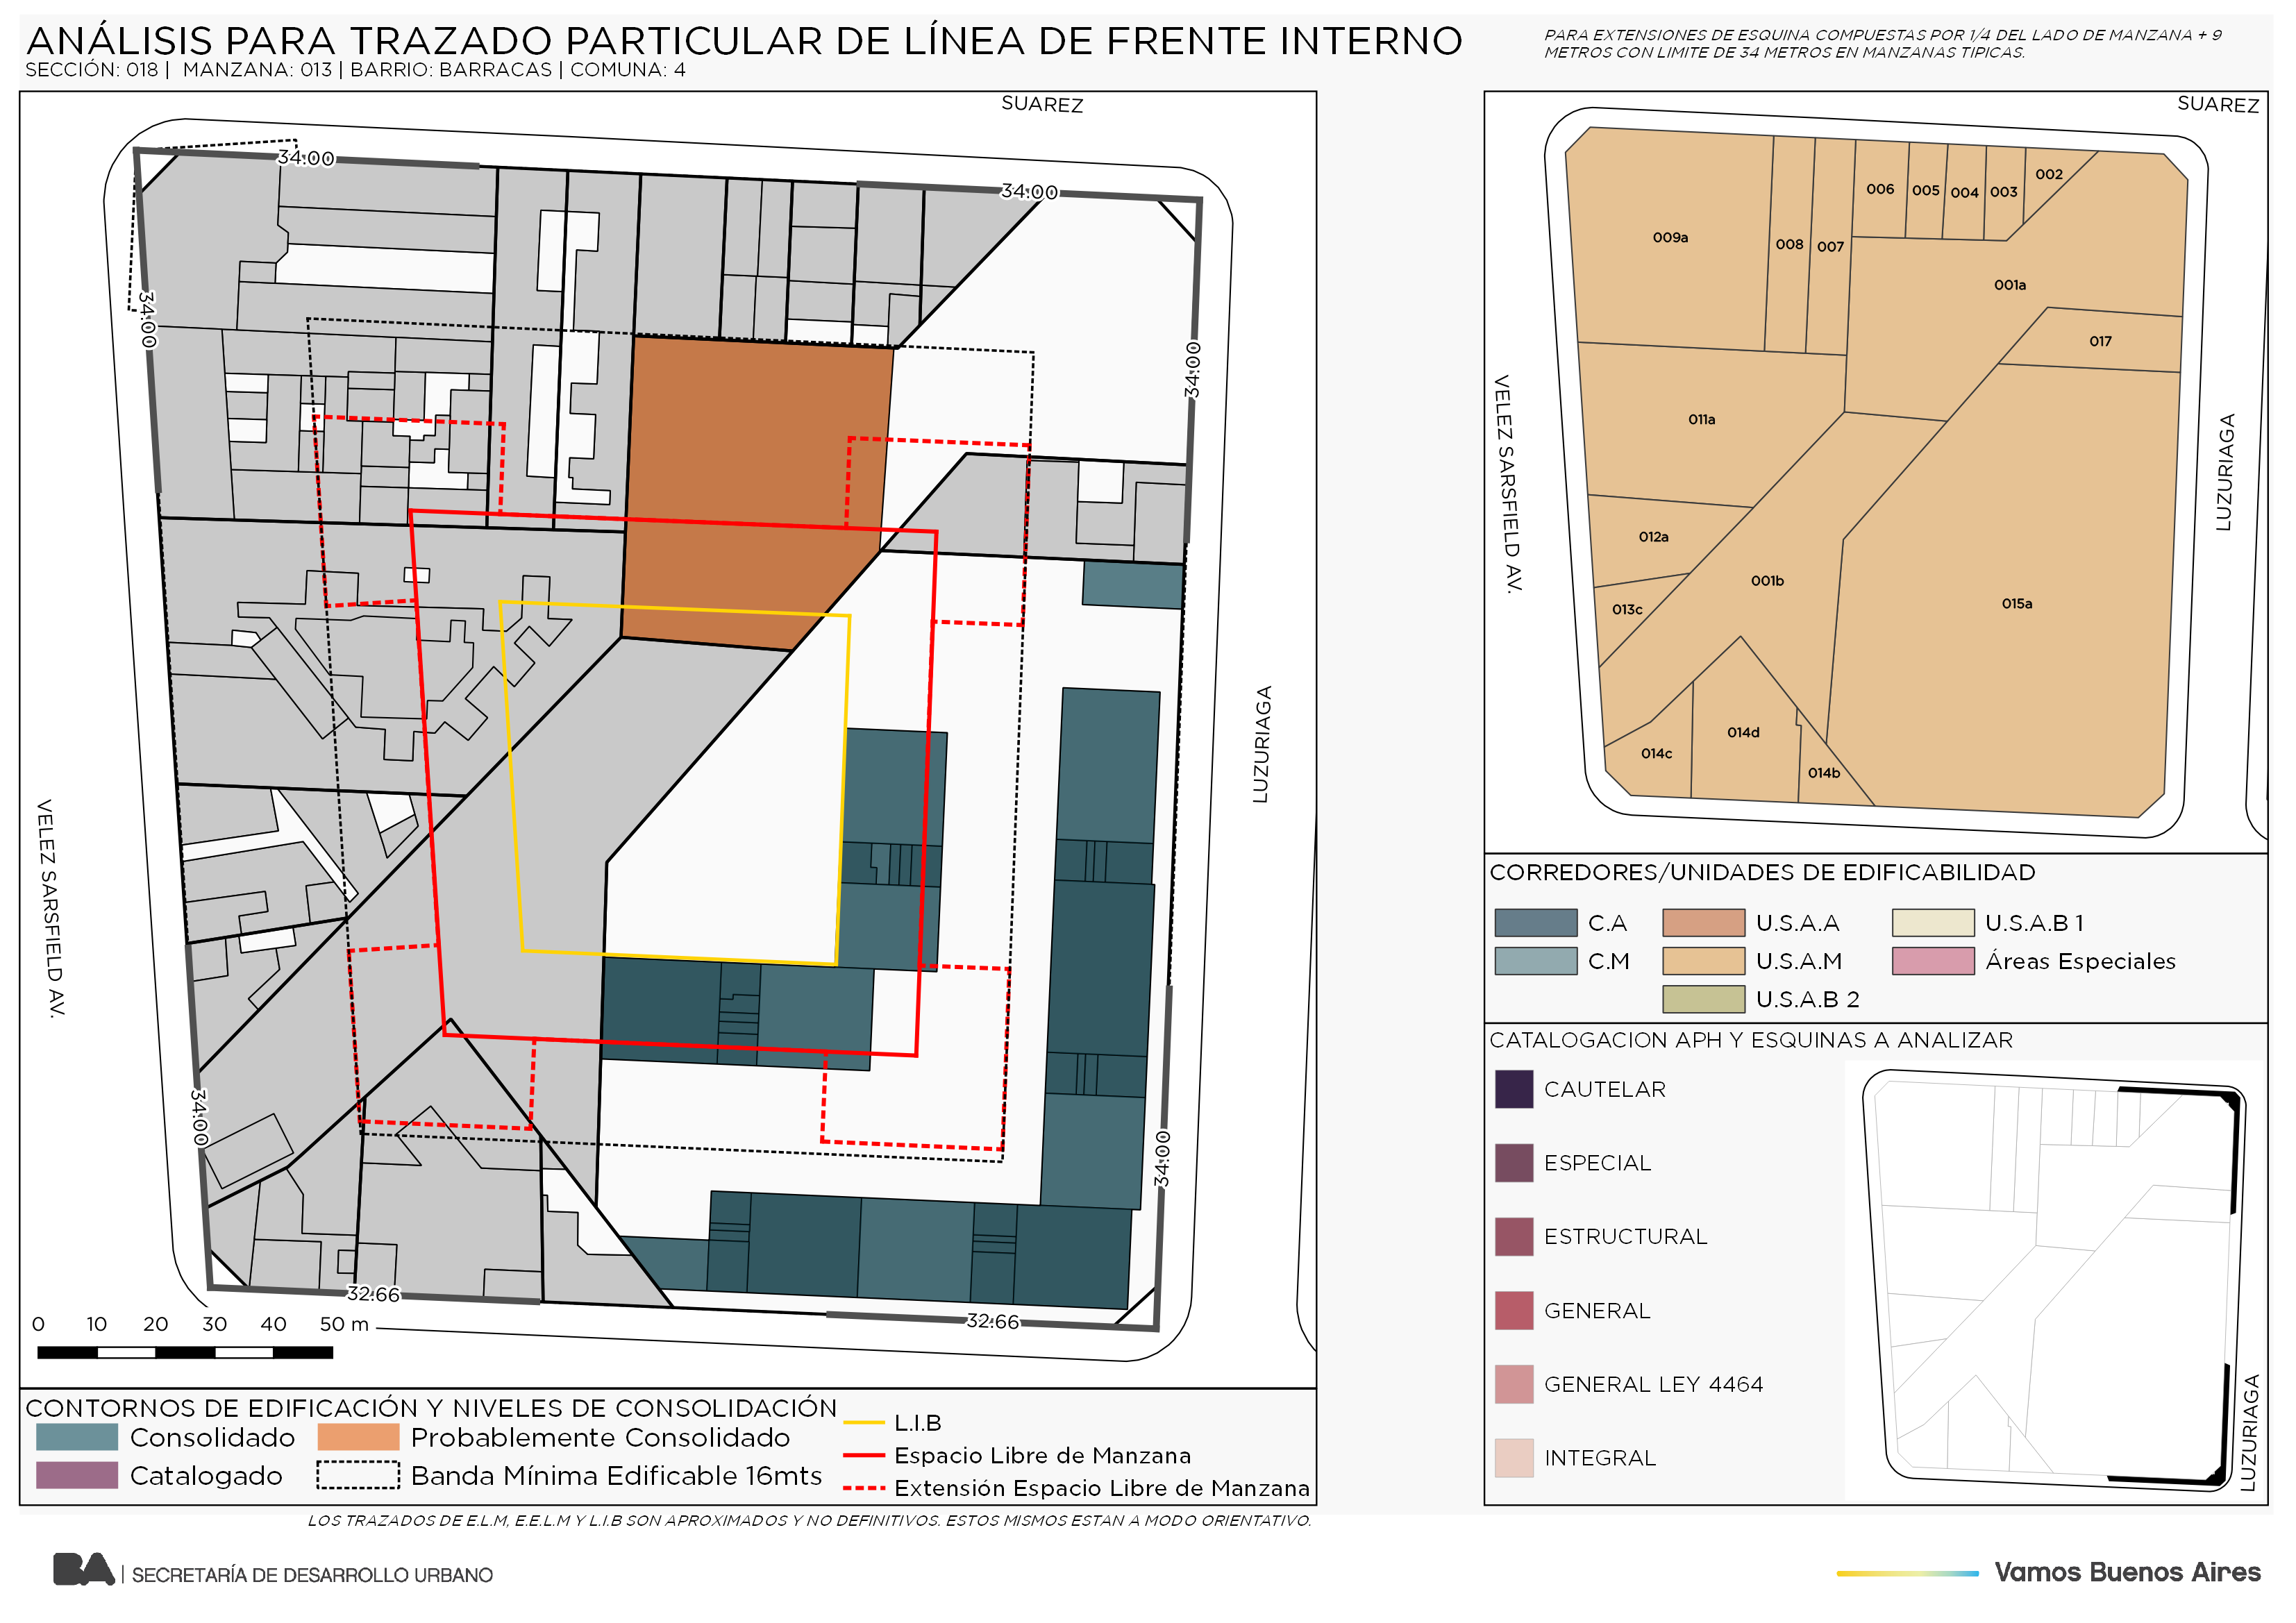 ANÁLISIS PARA TRAZADO PARTICULAR DE LÍNEA DE FRENTE INTERNO
SECCIÓN: 018 | MANZANA: 013 | BARRIO: BARRACAS | COMUNA: 4
PARA EXTENSIONES DE ESQUINA COMPUESTAS POR 1/4 DEL LADO DE MANZANA + 9
METROS CON LIMITE DE 34 METROS EN MANZANAS TIPICAS.
SUAREZ
34.00
34.00
34.00
34.00
LUZURIAGA
VELEZ SARSFIELD AV.
34.00
34.00
32.66
32.66
0 10 20 30 40 50 m
CONTORNOS DE EDIFICACIÓN Y NIVELES DE CONSOLIDACIÓN
Consolidado
Probablemente Consolidado
Catalogado
Banda Mínima Edificable 16mts
L.I.B
Espacio Libre de Manzana
Extensión Espacio Libre de Manzana
LOS TRAZADOS DE E.L.M, E.E.L.M Y L.I.B SON APROXIMADOS Y NO DEFINITIVOS. ESTOS MISMOS ESTAN A MODO ORIENTATIVO.
SUAREZ
009a
008
007
006
005
004
003
002
001a
017
011a
012a
013c
001b
015a
014c
014d
014b
VELEZ SARSFIELD AV.
LUZURIAGA
CORREDORES/UNIDADES DE EDIFICABILIDAD
C.A
U.S.A.A
U.S.A.B 1
C.M
U.S.A.M
Áreas Especiales
U.S.A.B 2
CATALOGACION APH Y ESQUINAS A ANALIZAR
CAUTELAR
ESPECIAL
ESTRUCTURAL
GENERAL
GENERAL LEY 4464
INTEGRAL
LUZURIAGA
BA | SECRETARÍA DE DESARROLLO URBANO
Vamos Buenos Aires